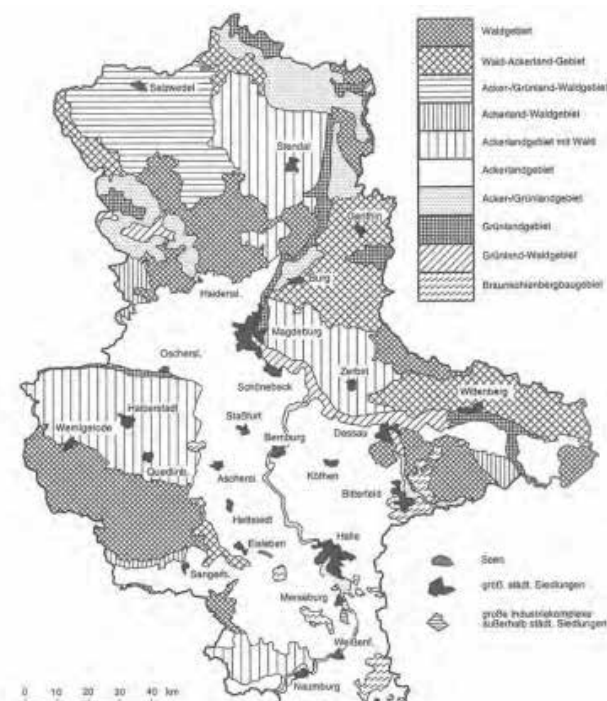 Waldgebiet
Wald-Ackerland-Gebiet
Acker-/Grünland-Waldgebiet
Ackerland-Waldgebiet
Ackerlandgebiet mit Wald
Ackerlandgebiet
Acker-/Grünlandgebiet
Grünlandgebiet
Grünland-Waldgebiet
Braunkohlenbergbaugebiet
Salzwedel
Stendal
Genthin
Burg
Haldensl.
Magdeburg
Oschersl.
Schönebeck
Zerbst
Wittenberg
Halberstadt
Staßfurt
Wernigerode
Bernburg
Dessau
Quedlinb.
Aschersl.
Köthen
Bitterfeld
Hettstedt
Eisleben
Halle
Sangerh.
Merseburg
Weißenf.
Naumburg
Seen
größ. städt. Siedlungen
große Industriekomplexe
außerhalb städt. Siedlungen
0 10 20 30 40 km